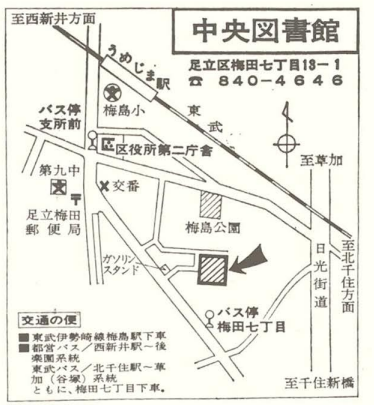 至西新井方面
中央図書館
足立区梅田七丁目13-1
☎ 840-4646
うめじま駅
梅島小
東武
バス停
支所前
区役所第二庁舎
至草加
第九中
交番
足立梅田
郵便局
梅島公園
ガソリン
スタンド
日光街道
至北千住方面
バス停
梅田七丁目
交通の便
■東武伊勢崎線梅島駅下車
■都営バス/西新井駅〜後
楽園系統
東武バス/北千住駅〜草
加(谷塚)系統
ともに、梅田七丁目下車。
至千住新橋